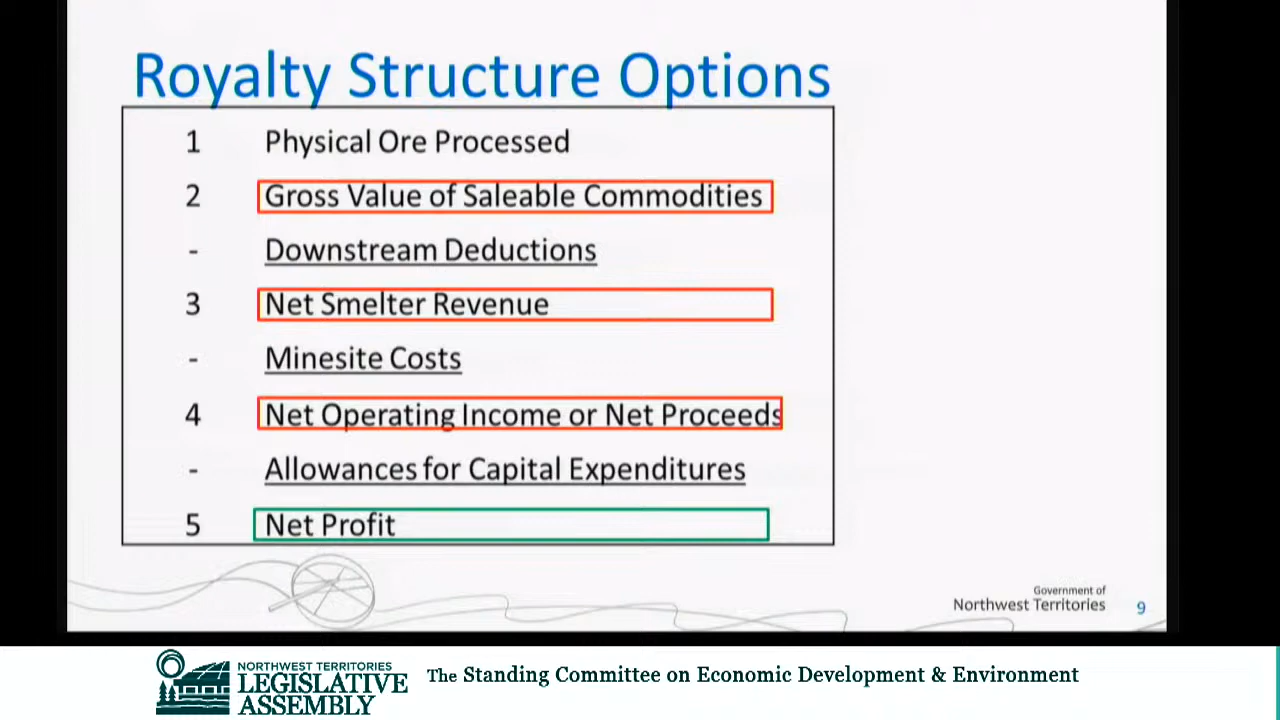 Royalty Structure Options
1 Physical Ore Processed
2 Gross Value of Saleable Commodities
- Downstream Deductions
3 Net Smelter Revenue
- Minesite Costs
4 Net Operating Income or Net Proceeds
- Allowances for Capital Expenditures
5 Net Profit
Government of
Northwest Territories 9
NORTHWEST TERRITORIES
LEGISLATIVE
ASSEMBLY
The Standing Committee on Economic Development & Environment